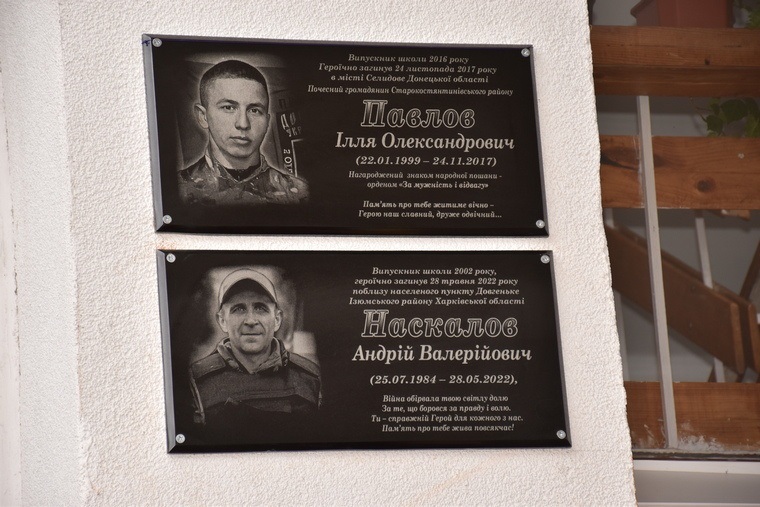 Випускник школи 2016 року
Героїчно загинув 24 листопада 2017 року
в місті Селидове Донецької області
Почесний громадянин Старокостянтинівського району
Павлов
Ілля Олександрович
(22.01.1999 – 24.11.2017)
Нагороджений знаком народної пошани -
орденом «За мужність і відвагу»
Пам'ять про тебе житиме вічно –
Герою наш славний, друже одвічний...
Випускник школи 2002 року,
героїчно загинув 28 травня 2022 року
поблизу населеного пункту Довгеньке
Ізюмського району Харківської області
Наскалов
Андрій Валерійович
(25.07.1984 – 28.05.2022),
Війна обірвала твою світлу долю
За те, що боровся за правду і волю.
Ти – справжній Герой для кожного з нас.
Пам'ять про тебе жива повсякчас!